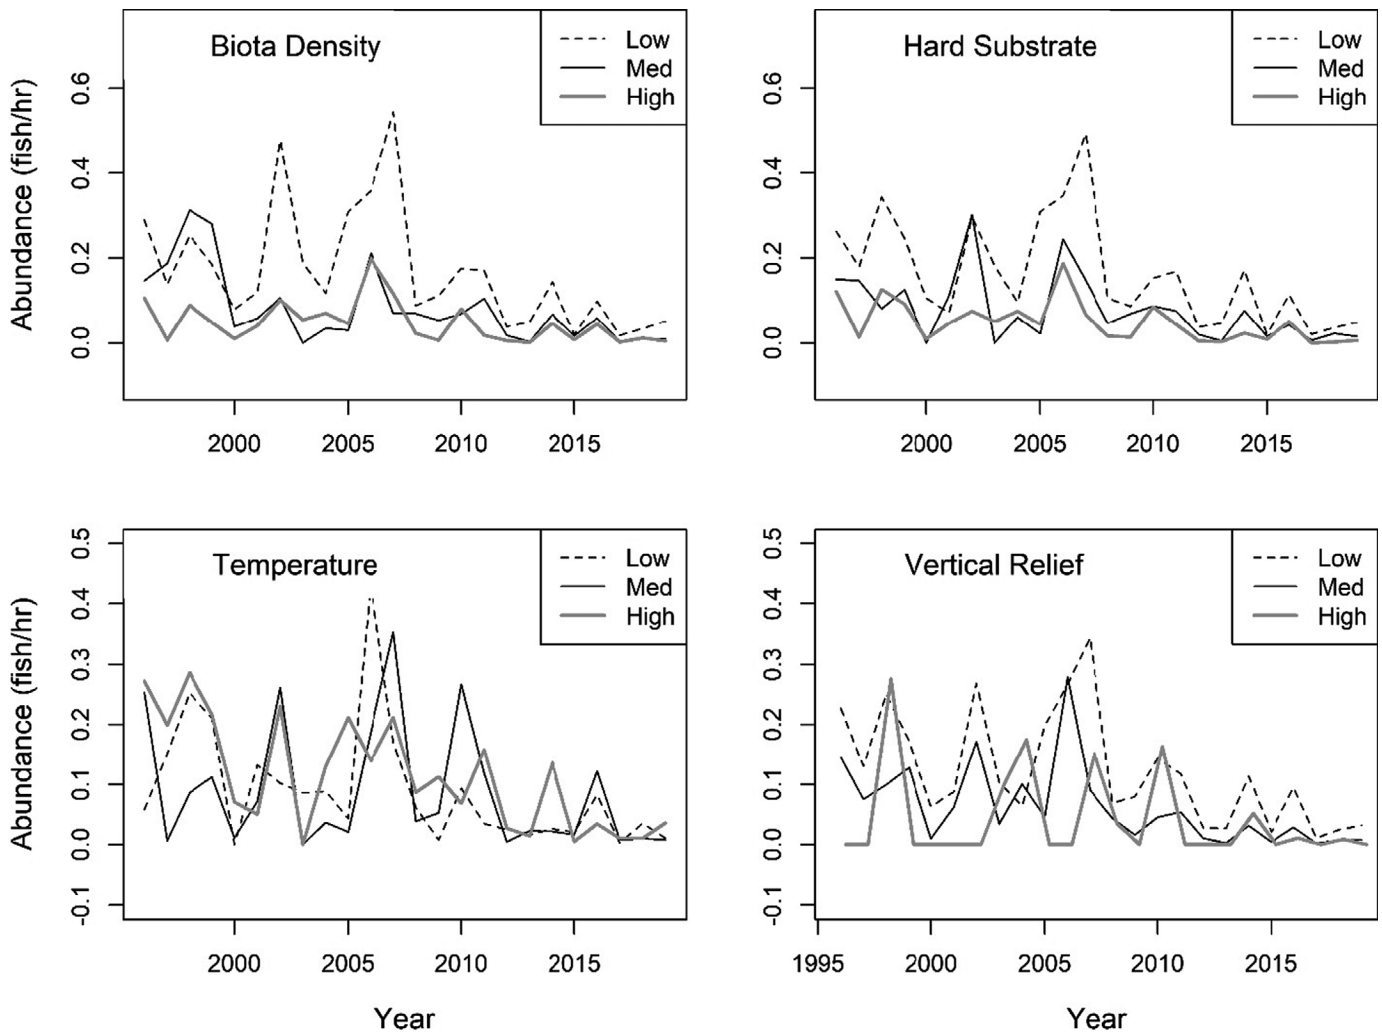 Biota Density
Low
Med
High
Abundance (fish/hr)
0.6
0.4
0.2
0.0
2000 2005 2010 2015
Hard Substrate
Low
Med
High
0.6
0.4
0.2
0.0
2000 2005 2010 2015
Temperature
Low
Med
High
Abundance (fish/hr)
0.5
0.4
0.3
0.2
0.1
0.0
-0.1
2000 2005 2010 2015
Year
Vertical Relief
Low
Med
High
0.5
0.4
0.3
0.2
0.1
0.0
-0.1
1995 2000 2005 2010 2015
Year